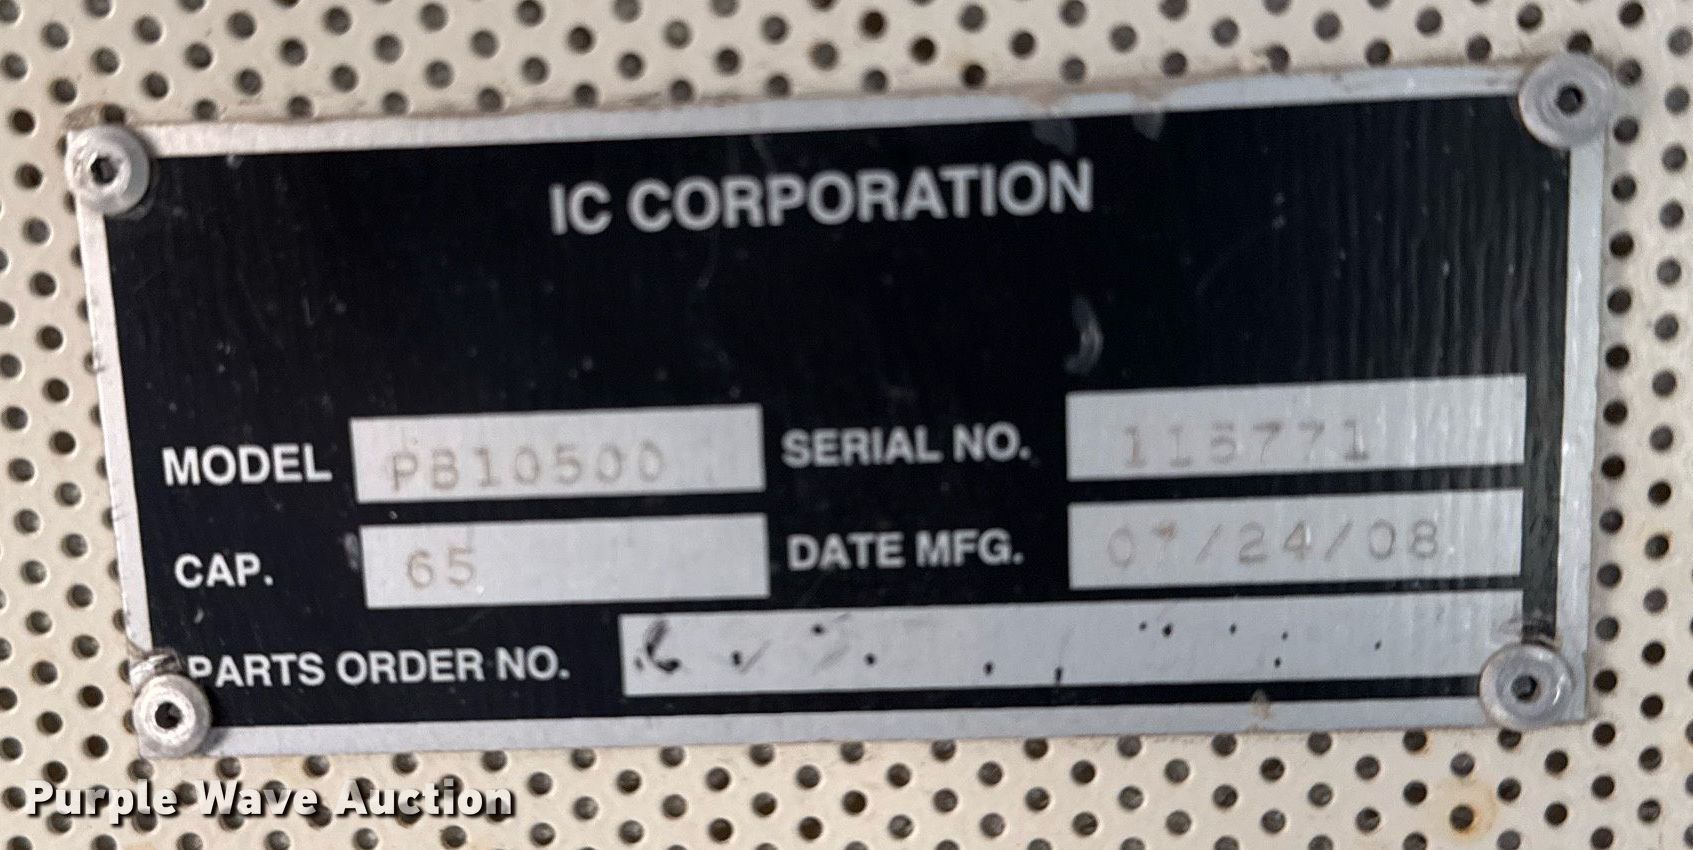 IC CORPORATION
MODEL PB10500 SERIAL NO. 115771
CAP. 65 DATE MFG. 07/24/08
PARTS ORDER NO.
Purple Wave Auction